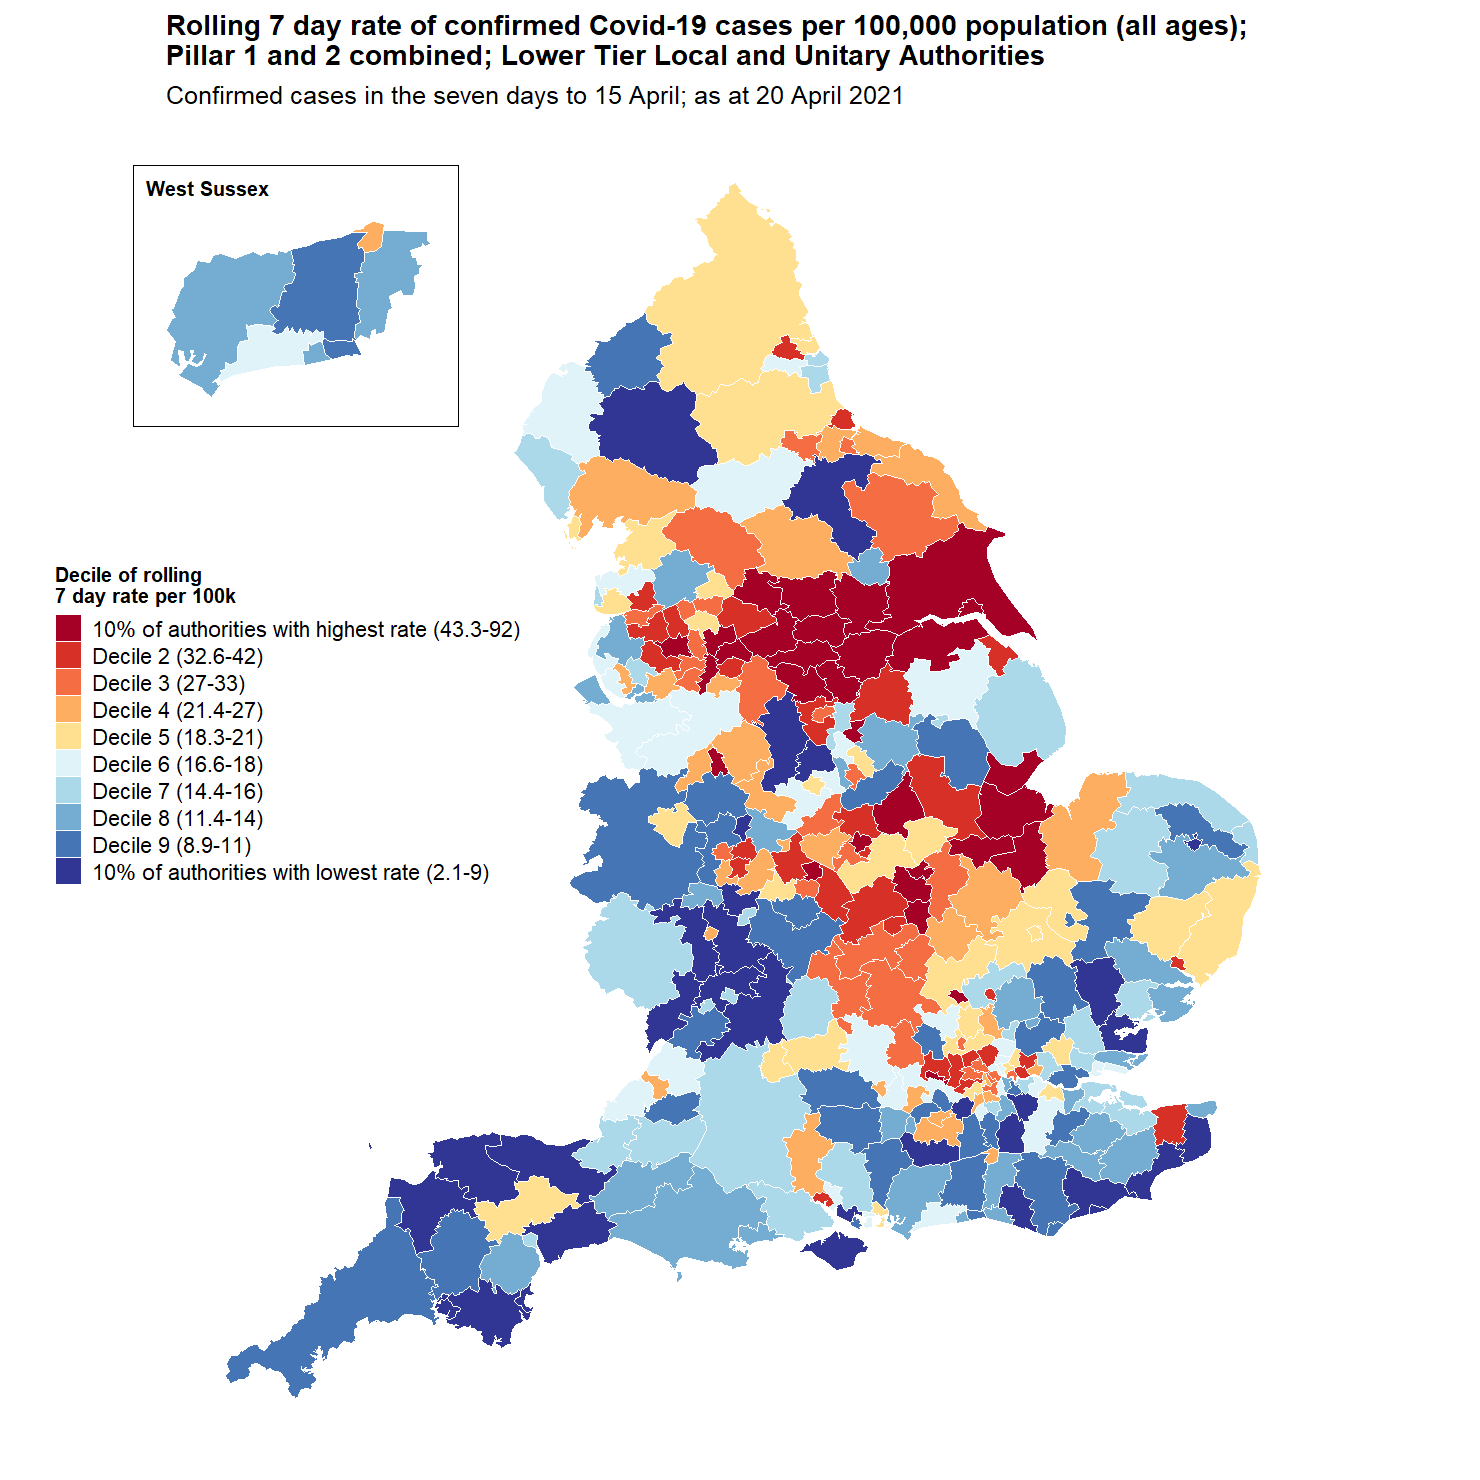 Rolling 7 day rate of confirmed Covid-19 cases per 100,000 population (all ages);
Pillar 1 and 2 combined; Lower Tier Local and Unitary Authorities
Confirmed cases in the seven days to 15 April; as at 20 April 2021
West Sussex
Decile of rolling
7 day rate per 100k
10% of authorities with highest rate (43.3-92)
Decile 2 (32.6-42)
Decile 3 (27-33)
Decile 4 (21.4-27)
Decile 5 (18.3-21)
Decile 6 (16.6-18)
Decile 7 (14.4-16)
Decile 8 (11.4-14)
Decile 9 (8.9-11)
10% of authorities with lowest rate (2.1-9)